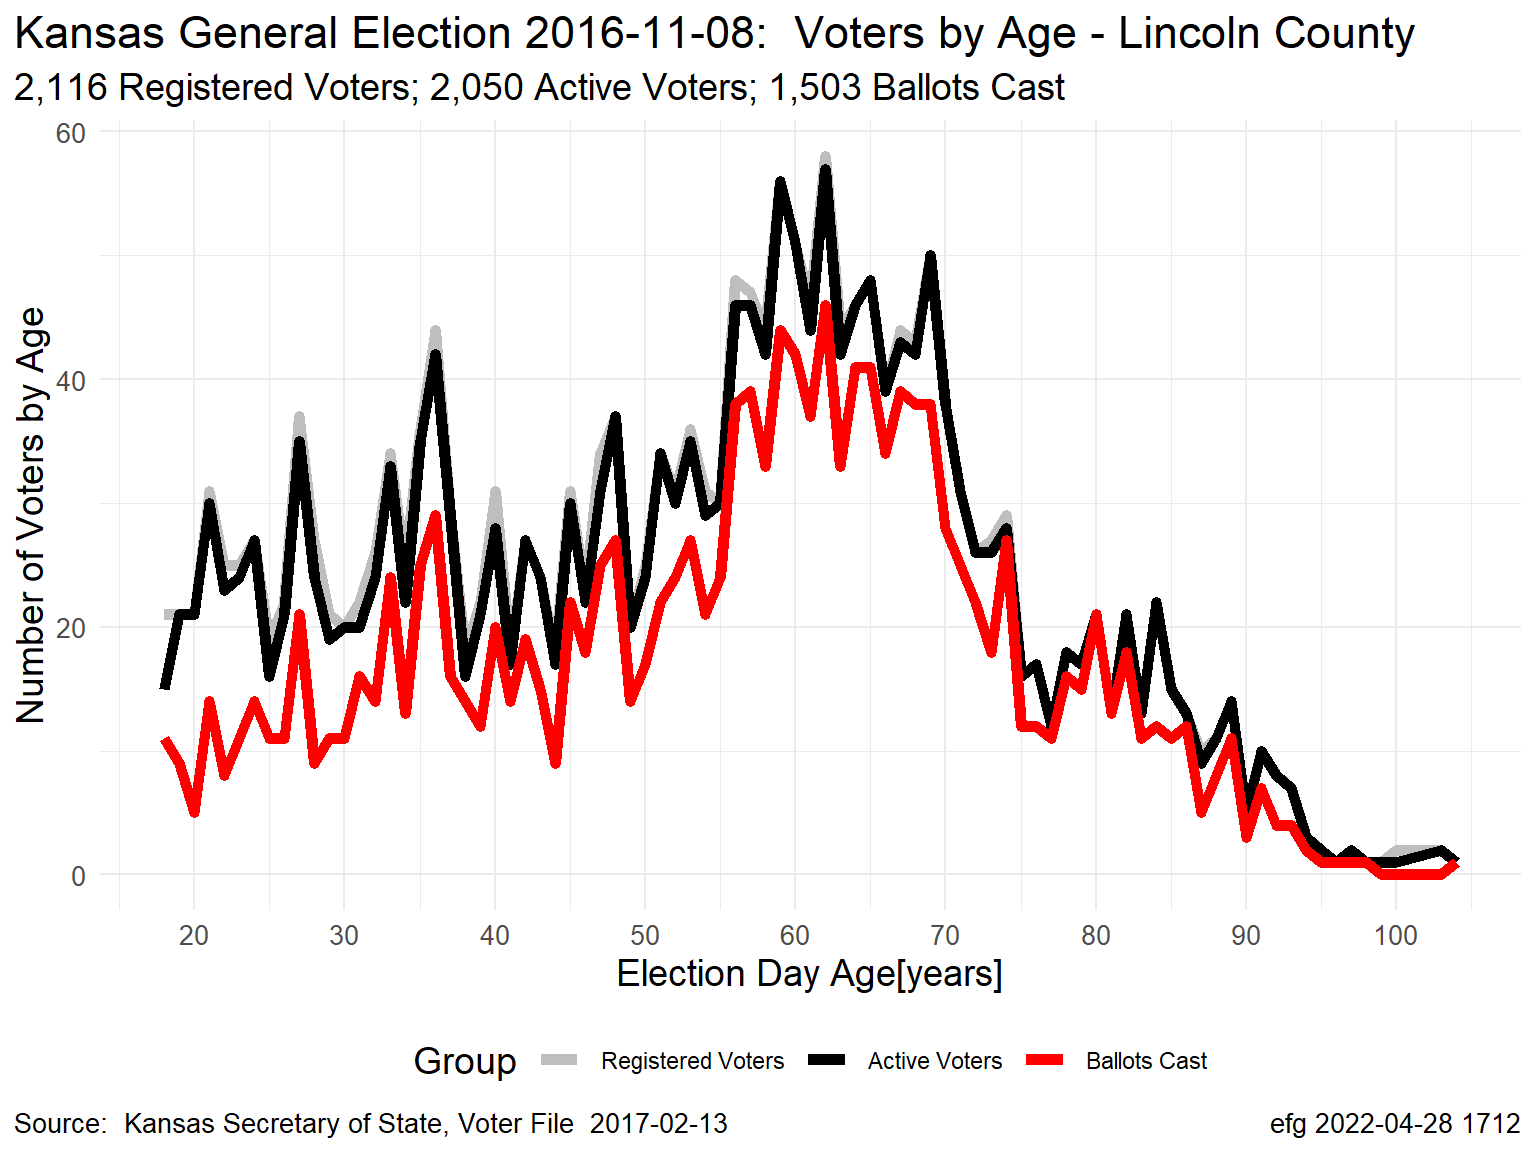 Kansas General Election 2016-11-08:  Voters by Age - Lincoln County
2,116 Registered Voters; 2,050 Active Voters; 1,503 Ballots Cast
Number of Voters by Age
60
40
20
0
20 30 40 50 60 70 80 90 100
Election Day Age[years]
Group Registered Voters Active Voters Ballots Cast
Source:  Kansas Secretary of State, Voter File  2017-02-13 efg 2022-04-28 1712